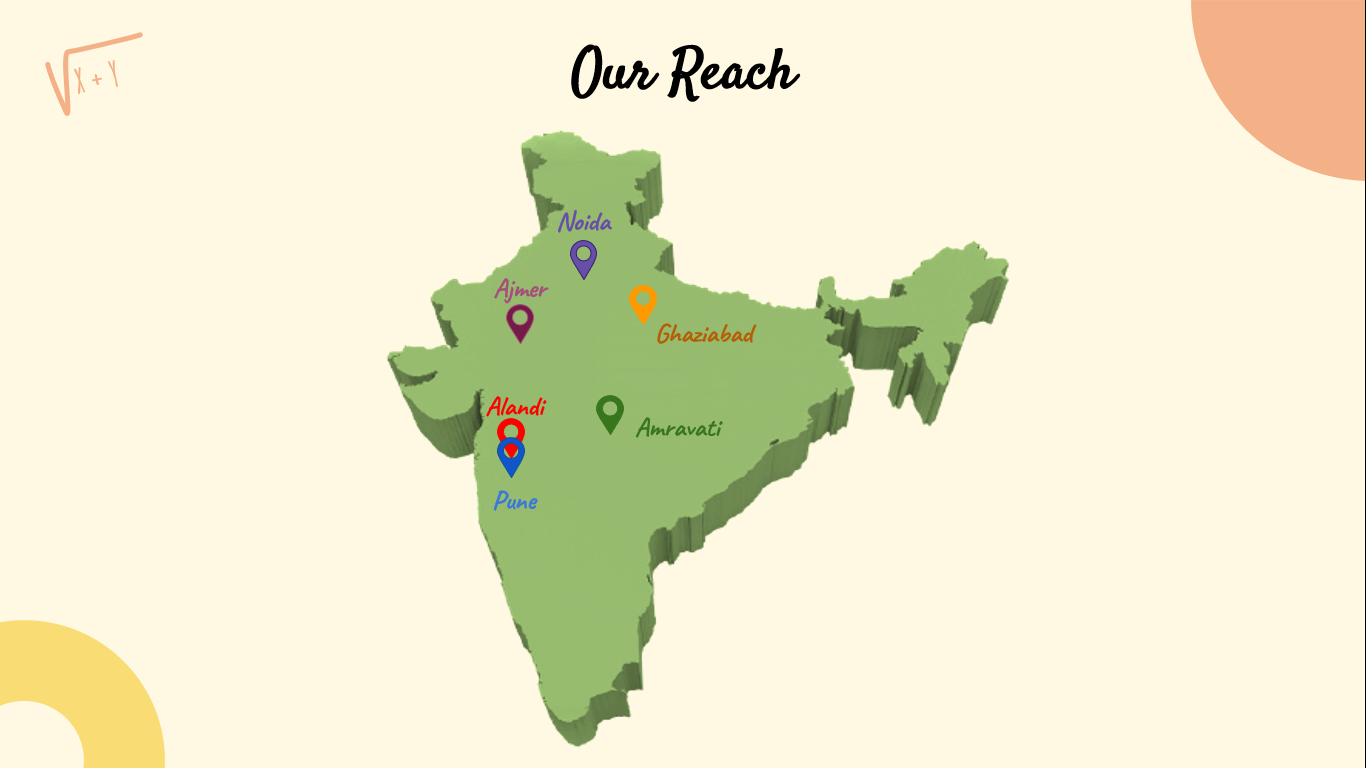 Our Reach
√X + Y
Noida
Ajmer
Ghaziabad
Alandi
Amravati
Pune